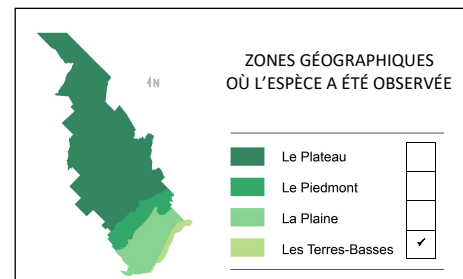 ZONES GÉOGRAPHIQUES
OÙ L'ESPÈCE A ÉTÉ OBSERVÉE
N
Le Plateau
Le Piedmont
La Plaine
Les Terres-Basses ✓